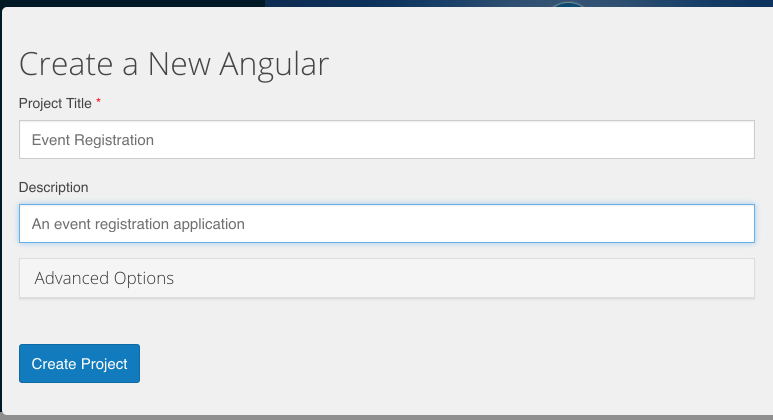 Create a New Angular
Project Title *
Event Registration
Description
An event registration application
Advanced Options
Create Project